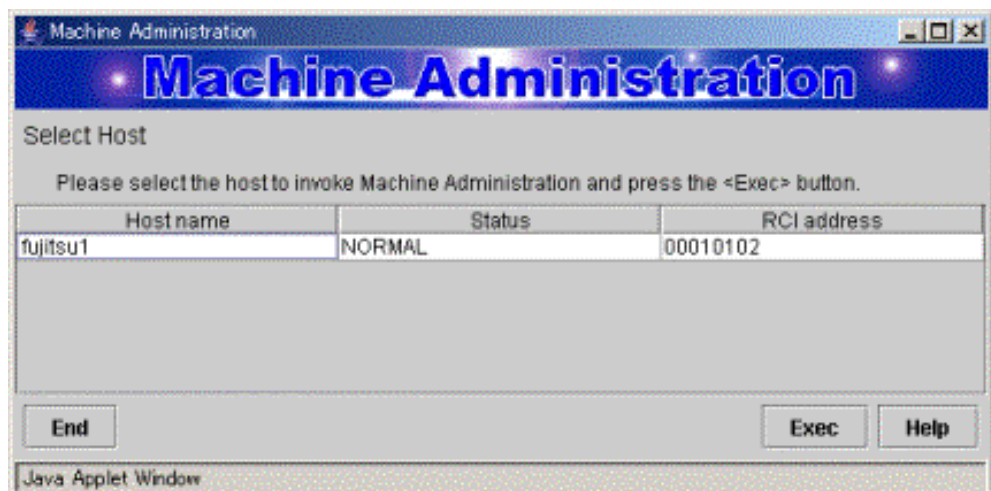 Machine Administration
Machine Administration
Select Host
Please select the host to invoke Machine Administration and press the <Exec> button.
Host name Status RCI address
fujitsu1 NORMAL 00010102
End Exec Help
Java Applet Window